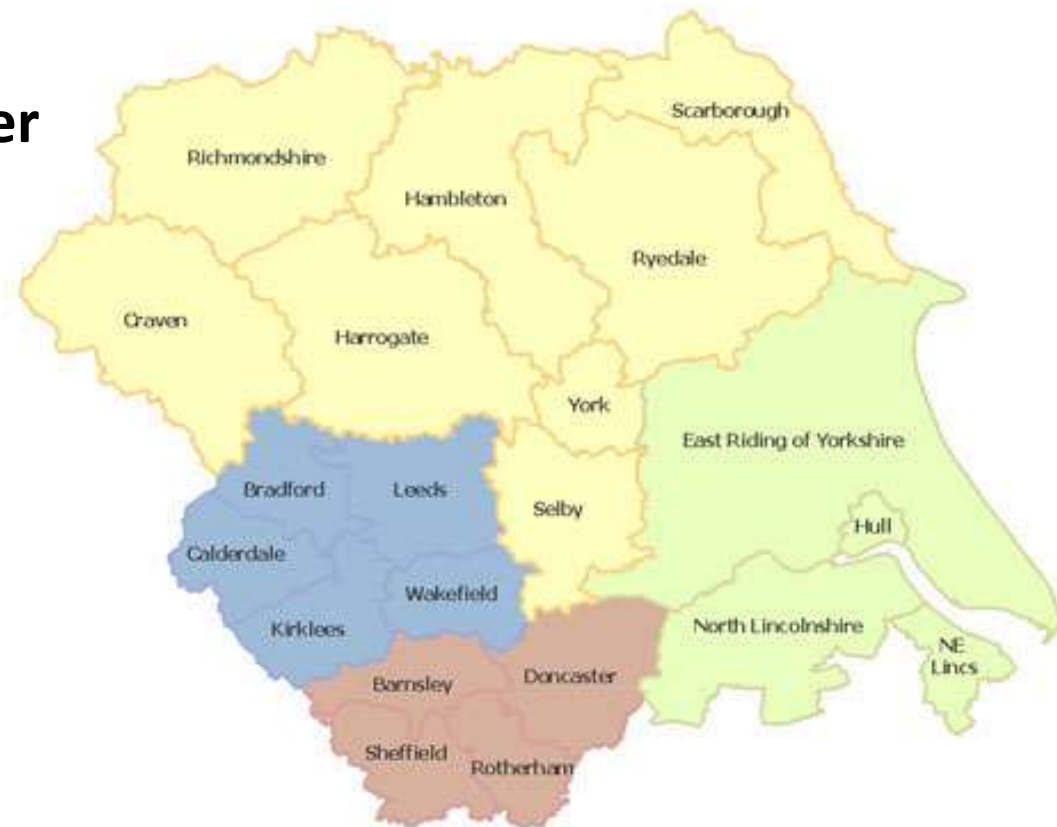 er
Scarborough
Richmondshire
Hambleton
Ryedale
Craven
Harrogate
York
East Riding of Yorkshire
Bradford
Leeds
Selby
Hull
Calderdale
Wakefield
Kirklees
North Lincolnshire
NE
Lincs
Barnsley
Doncaster
Sheffield
Rotherham